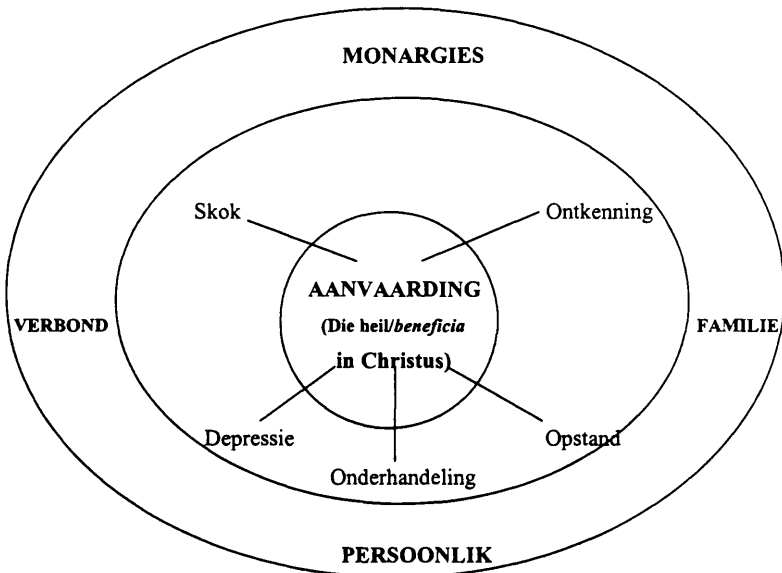 MONARGIES
Skok
Ontkenning
AANVAARDING
(Die heil/beneficia
in Christus)
VERBOND
FAMILIE
Depressie
Opstand
Onderhandeling
PERSOONLIK